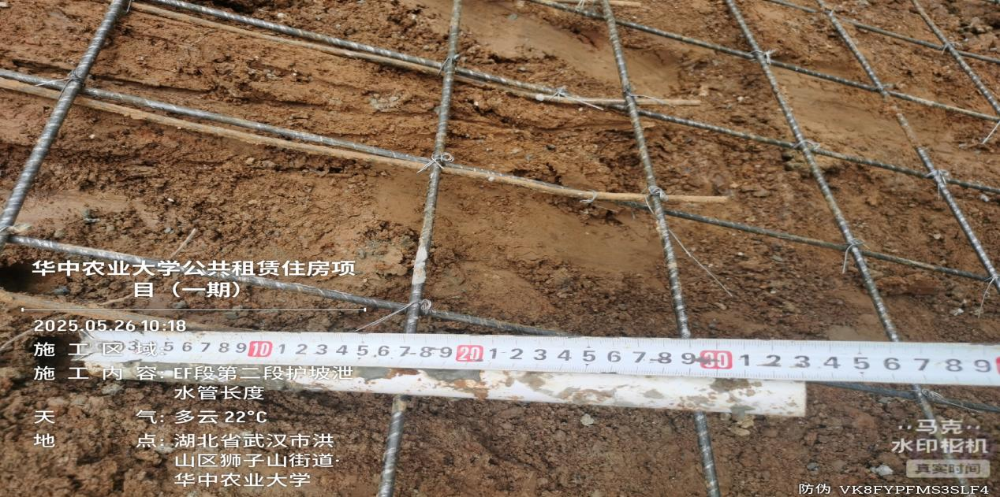 华中农业大学公共租赁住房项
目（一期）
2025.05.26 10:18
施工区域:
施工内容: EF段第二段护坡泄
水管长度
天气: 多云 22°C
地点: 湖北省武汉市洪
山区狮子山街道·
华中农业大学
3 4 5 6 7 8 9 10 1 2 3 4 5 6 7 8 9 20 1 2 3 4 5 6 7 8 9 30 1 2 3 4 5 6 7 8 9
马克
水印相机
真实时间
防伪 VK8FYPFMS3SLF4